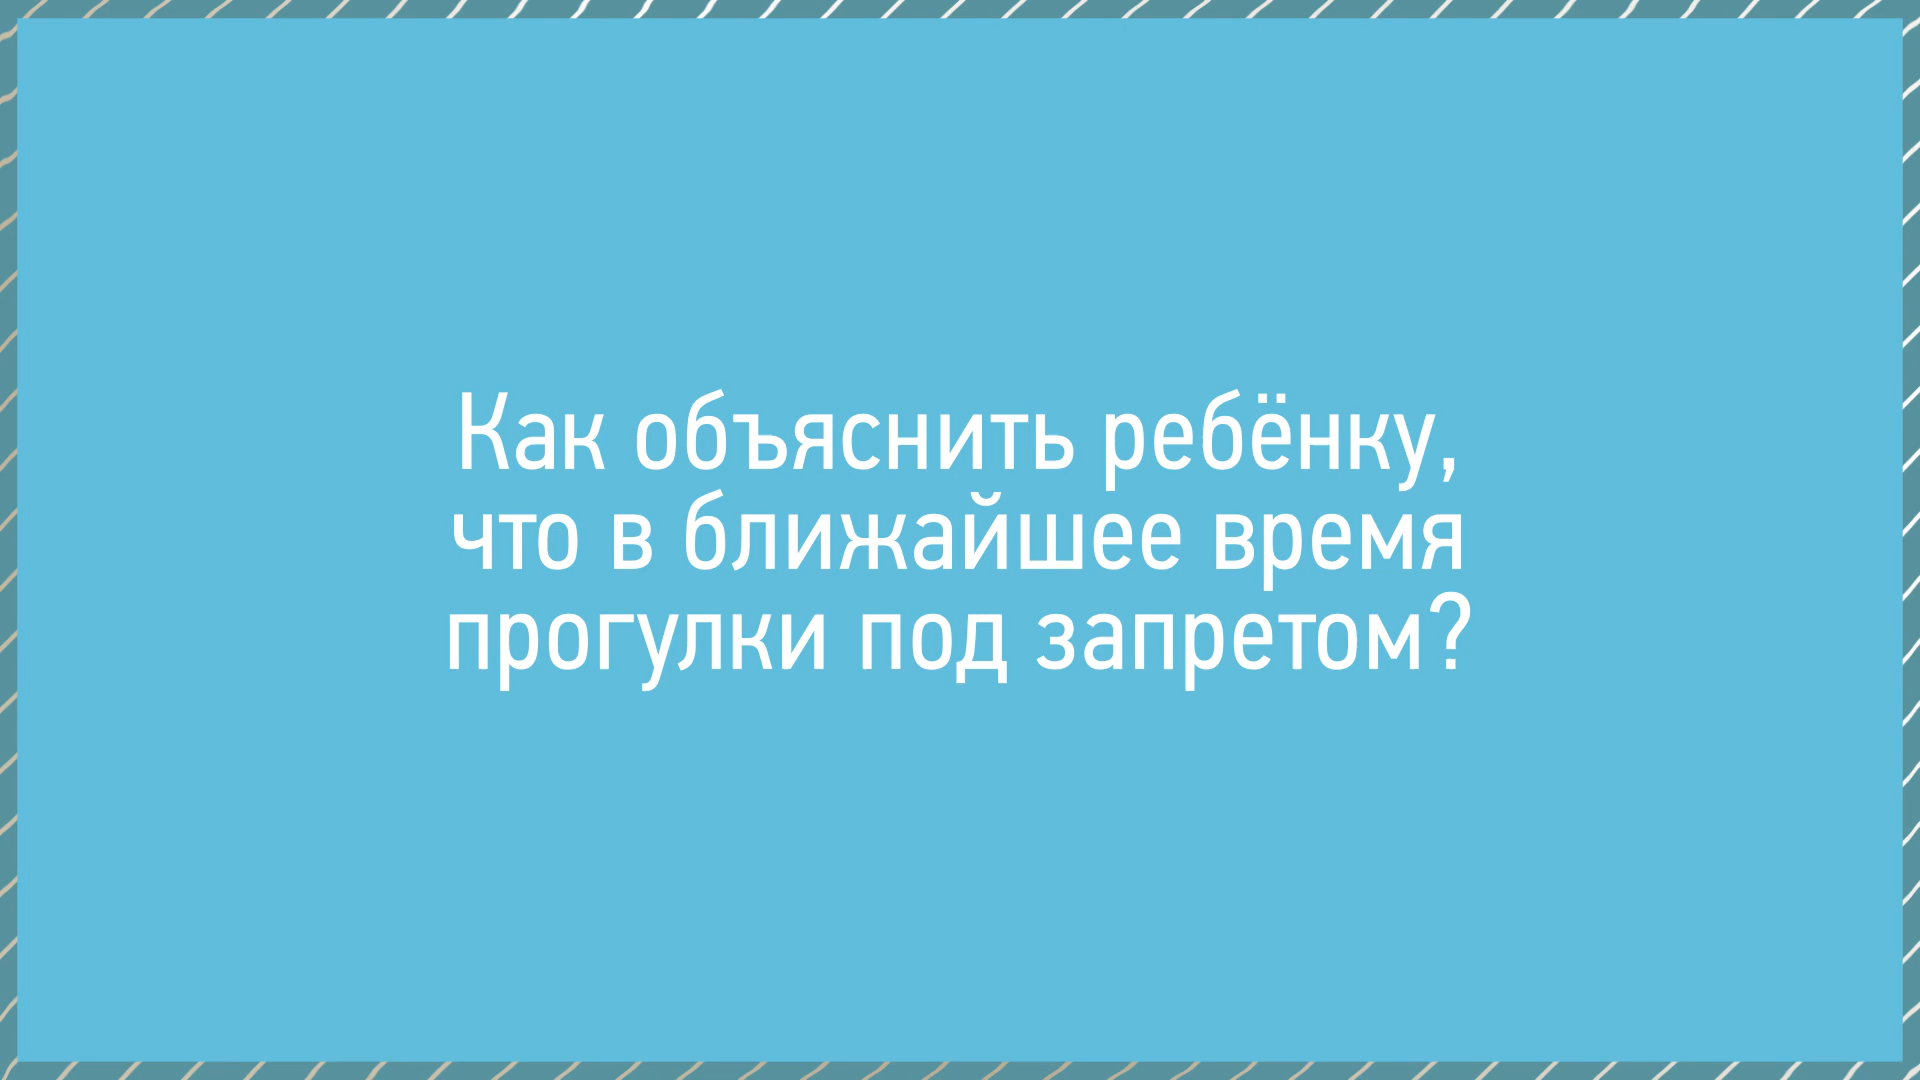 Как объяснить ребёнку,
что в ближайшее время
прогулки под запретом?